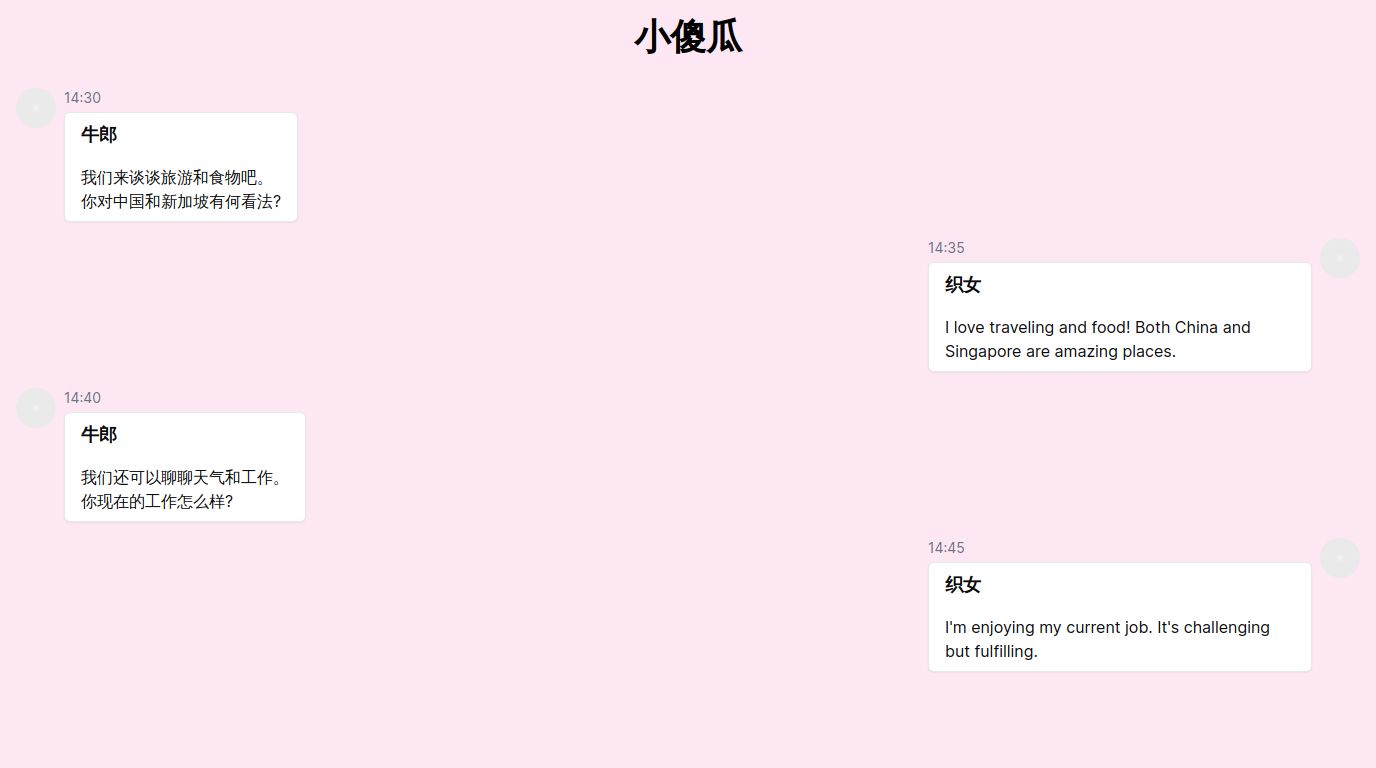 小傻瓜
14:30
牛郎
我们来谈谈旅游和食物吧。
你对中国和新加坡有何看法?
14:35
织女
I love traveling and food! Both China and
Singapore are amazing places.
14:40
牛郎
我们还可以聊聊天气和工作。
你现在的工作怎么样?
14:45
织女
I'm enjoying my current job. It's challenging
but fulfilling.